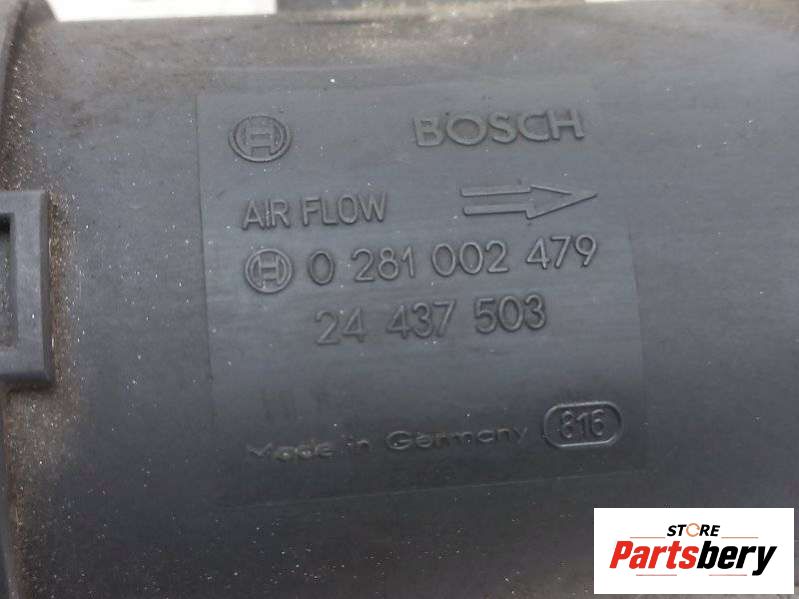 BOSCH
AIR FLOW
0 281 002 479
24 437 503
Made in Germany 816
STORE
Partsbery